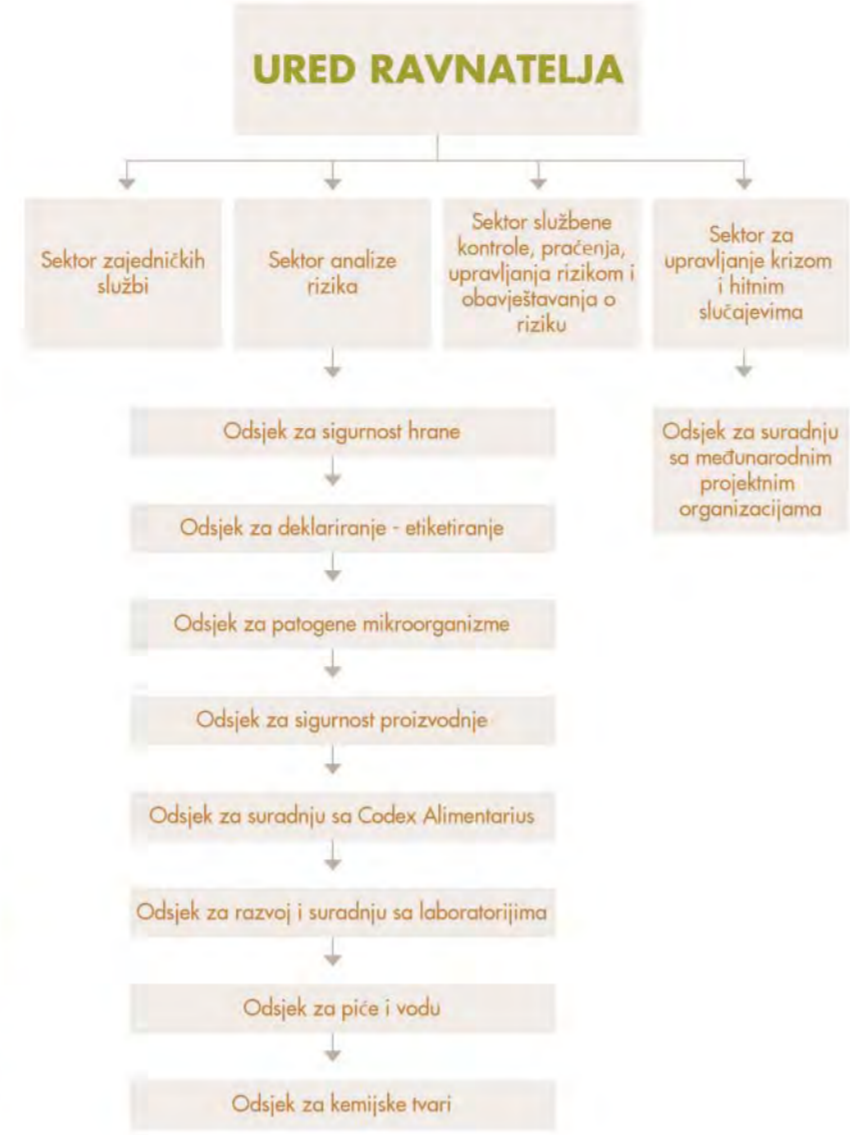 URED RAVNATELJA
Sektor zajedničkih
službi
Sektor analize
rizika
Sektor službene
kontrole, praćenja,
upravljanja rizikom i
obavještavanja o
riziku
Sektor za
upravljanje krizom
i hitnim
slučajevima
Odsjek za sigurnost hrane
Odsjek za deklariranje - etiketiranje
Odsjek za patogene mikroorganizme
Odsjek za sigurnost proizvodnje
Odsjek za suradnju sa Codex Alimentarius
Odsjek za razvoj i suradnju sa laboratorijima
Odsjek za piće i vodu
Odsjek za kemijske tvari
Odsjek za suradnju
sa međunarodnim
projektnim
organizacijama